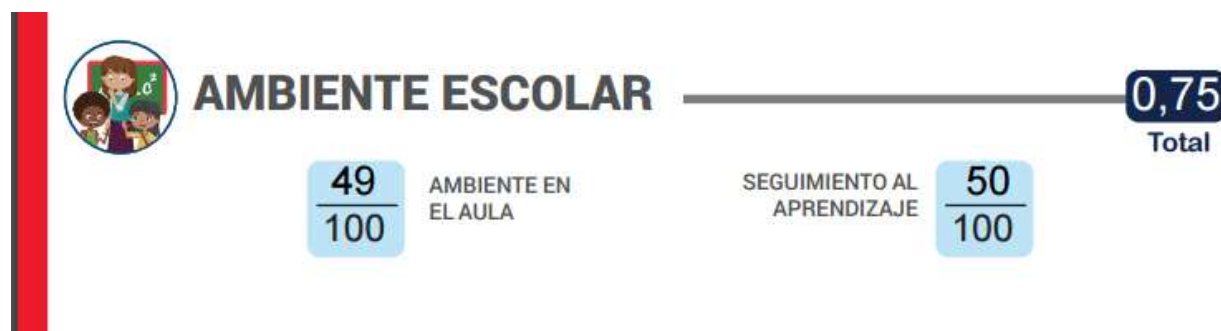 AMBIENTE ESCOLAR
0,75
Total
49
100
AMBIENTE EN
EL AULA
SEGUIMIENTO AL
APRENDIZAJE
50
100